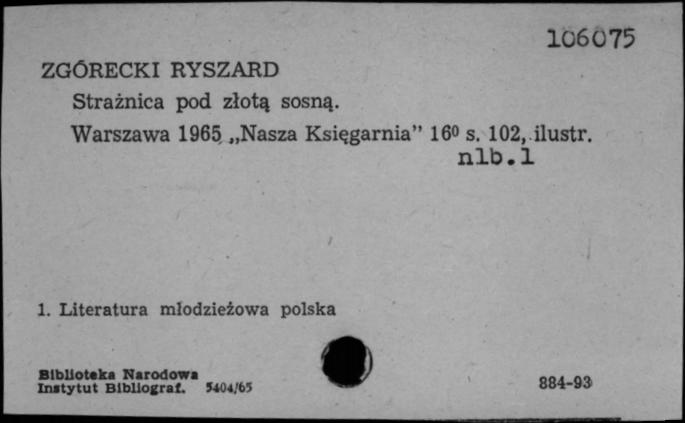 106075
ZGÓRECKI RYSZARD
Strażnica pod złotą sosną.
Warszawa 1965 „Nasza Księgarnia” 16⁰ s. 102, ilustr.
nlb.1
1. Literatura młodzieżowa polska
Biblioteka Narodowa
Instytut Bibliograf. 5404/65
884-93